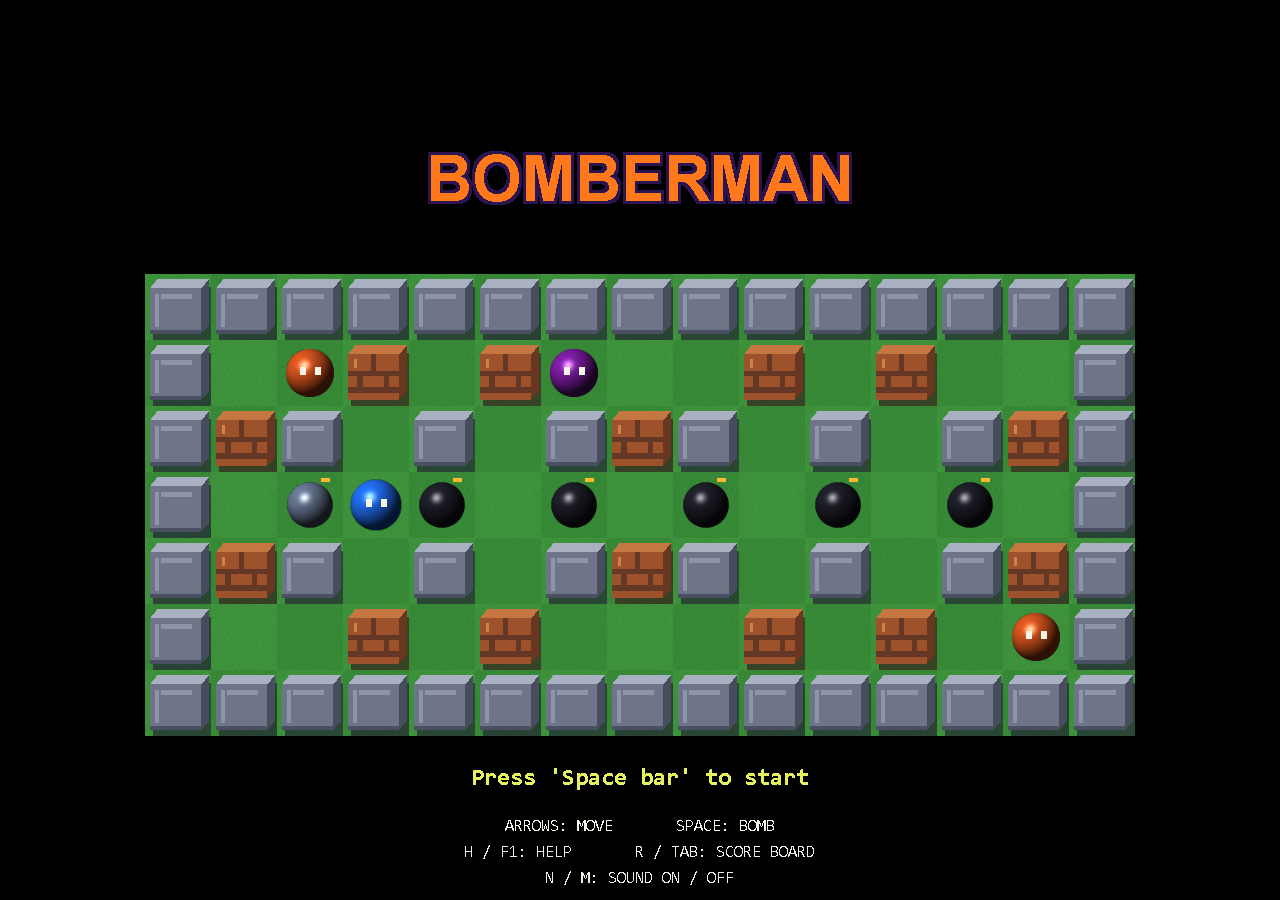 BOMBERMAN
Press 'Space bar' to start
ARROWS: MOVE SPACE: BOMB
H / F1: HELP R / TAB: SCORE BOARD
N / M: SOUND ON / OFF